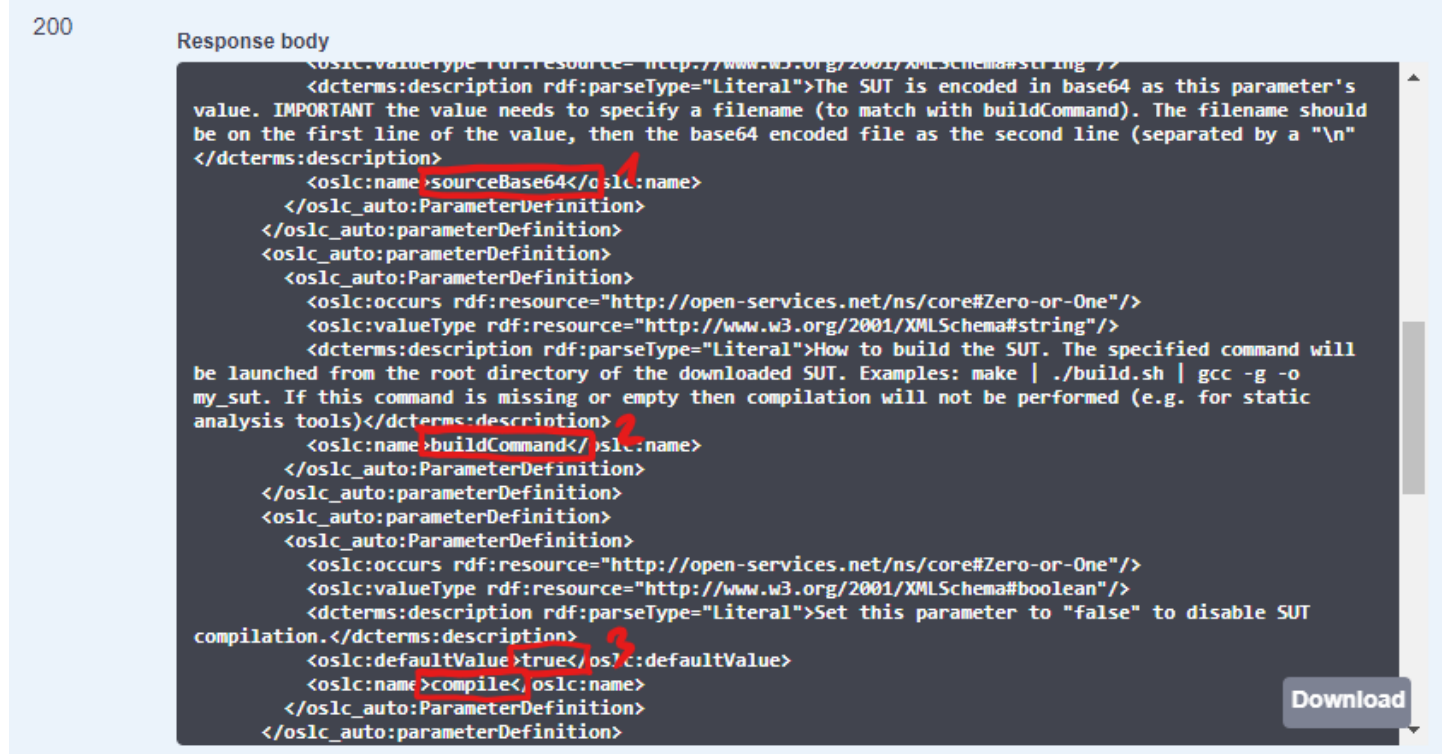 200
Response body
<oslc:valueType rdf:resource="http://www.w3.org/2001/XMLSchema#string"/>
<dcterms:description rdf:parseType="Literal">The SUT is encoded in base64 as this parameter's
value. IMPORTANT the value needs to specify a filename (to match with buildCommand). The filename should
be on the first line of the value, then the base64 encoded file as the second line (separated by a "\n"
</dcterms:description>
1
<oslc:name>sourceBase64</oslc:name>
</oslc_auto:ParameterDefinition>
</oslc_auto:parameterDefinition>
<oslc_auto:parameterDefinition>
<oslc_auto:ParameterDefinition>
<oslc:occurs rdf:resource="http://open-services.net/ns/core#Zero-or-One"/>
<oslc:valueType rdf:resource="http://www.w3.org/2001/XMLSchema#string"/>
<dcterms:description rdf:parseType="Literal">How to build the SUT. The specified command will
be launched from the root directory of the downloaded SUT. Examples: make | ./build.sh | gcc -g -o
my_sut. If this command is missing or empty then compilation will not be performed (e.g. for static
analysis tools)</dcterms:description>
2
<oslc:name>buildCommand</oslc:name>
</oslc_auto:ParameterDefinition>
</oslc_auto:parameterDefinition>
<oslc_auto:parameterDefinition>
<oslc_auto:ParameterDefinition>
<oslc:occurs rdf:resource="http://open-services.net/ns/core#Zero-or-One"/>
<oslc:valueType rdf:resource="http://www.w3.org/2001/XMLSchema#boolean"/>
<dcterms:description rdf:parseType="Literal">Set this parameter to "false" to disable SUT
compilation.</dcterms:description>
3
<oslc:defaultValue>true</oslc:defaultValue>
<oslc:name>compile</oslc:name>
</oslc_auto:ParameterDefinition>
</oslc_auto:parameterDefinition>
Download